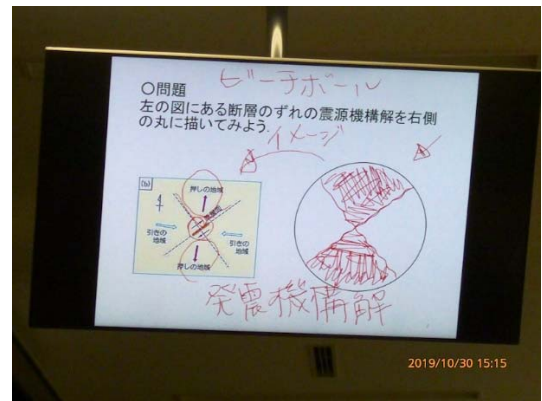 ビーチボール
〇問題
左の図にある断層のずれの震源機構解を右側
の丸に描いてみよう.
イメージ
(b)
押しの地域
引きの
地域
引きの
地域
押しの地域
発震機構解
2019/10/30 15:15